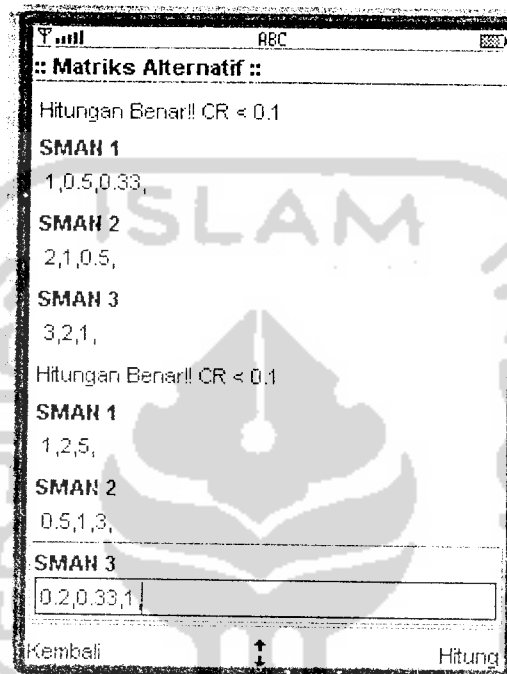 ABC
:: Matriks Alternatif ::
Hitungan Benar!! CR < 0.1
SMAN 1
1,0.5,0.33,
ISLAM
SMAN 2
2,1,0.5,
SMAN 3
3,2,1,
Hitungan Benar!! CR < 0.1
SMAN 1
1,2,5,
SMAN 2
0.5,1,3,
SMAN 3
0.2,0.33,1,
Kembali
Hitung